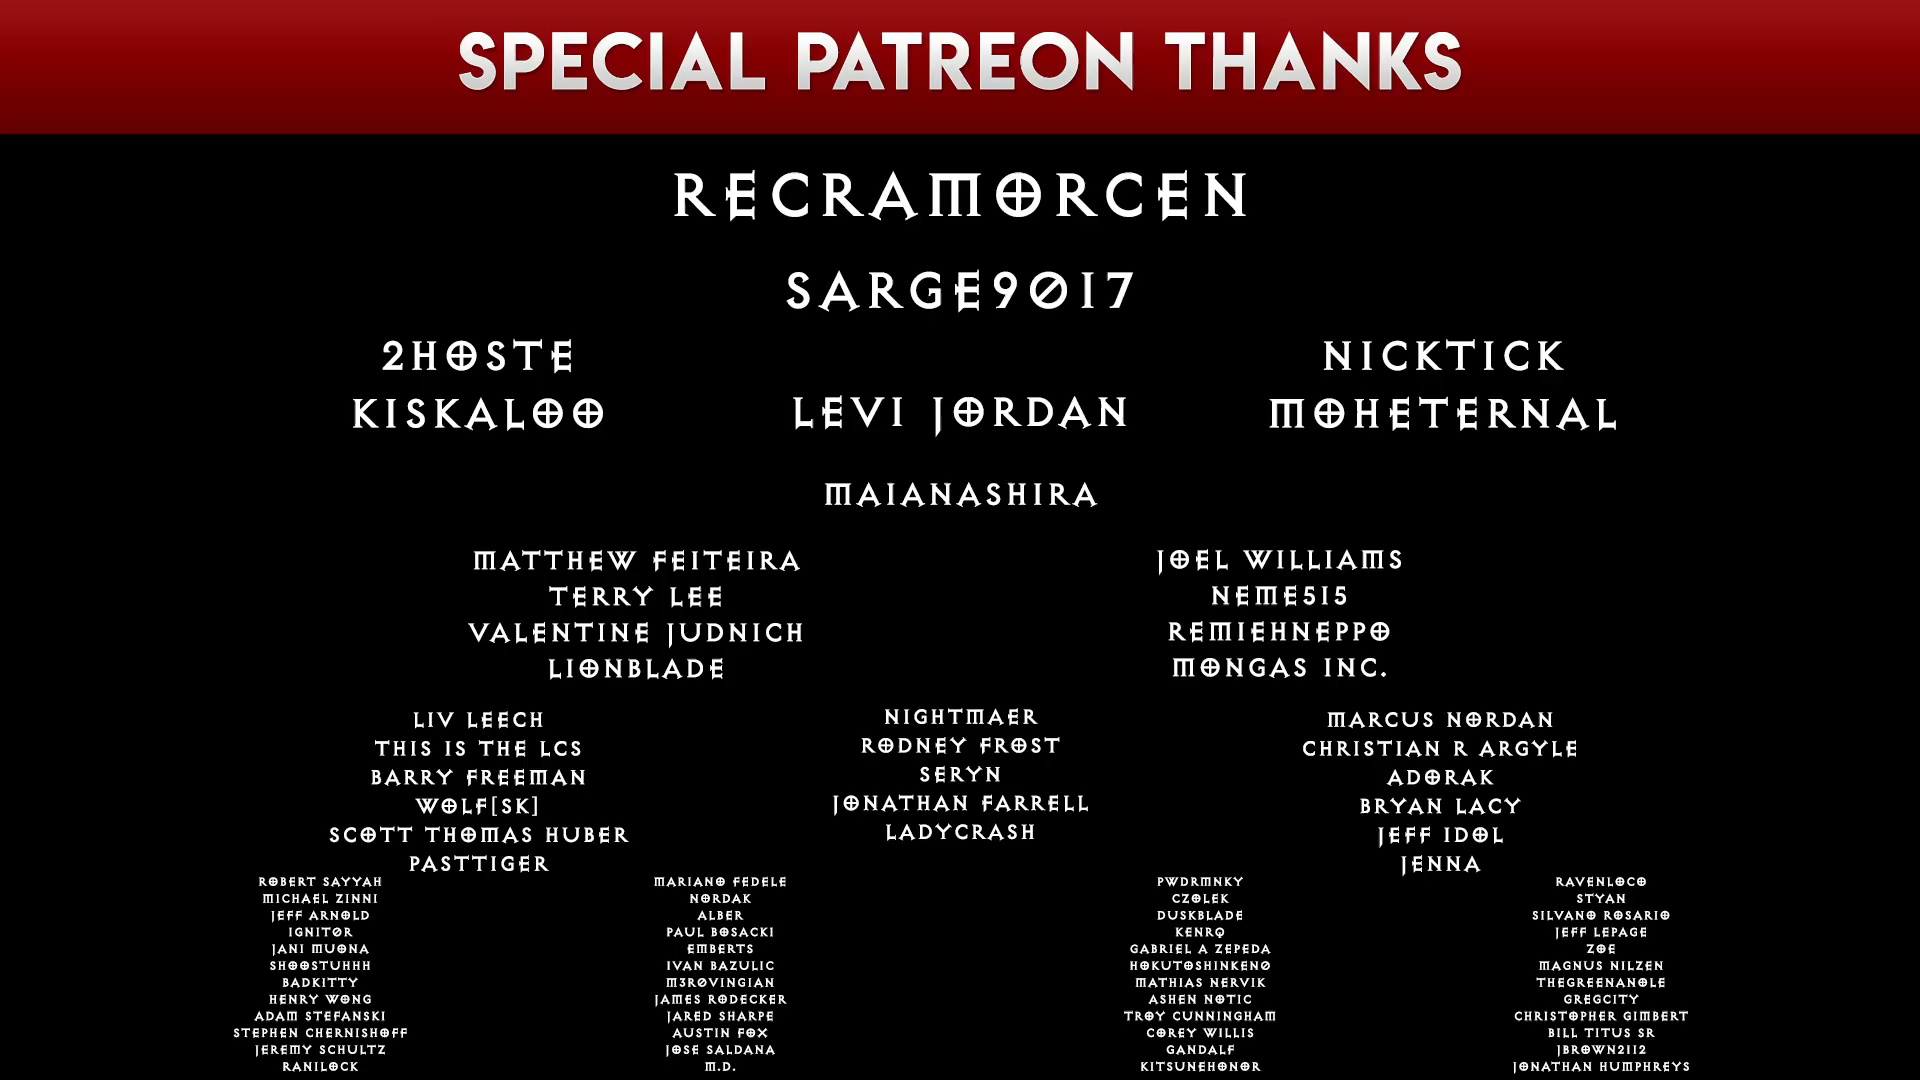 SPECIAL PATREON THANKS
RECRAMORCEN
SARGE9017
2HOSTE
KISKALOO
LEVI JORDAN
NICKTICK
MOHETERNAL
MAIANASHIRA
MATTHEW FEITEIRA
TERRY LEE
VALENTINE JUDNICH
LIONBLADE
JOEL WILLIAMS
NEME515
REMIEHNEPPO
MONGAS INC.
LIV LEECH
THIS IS THE LCS
BARRY FREEMAN
WOLF[SK]
SCOTT THOMAS HUBER
PASTTIGER
NIGHTMAER
RODNEY FROST
SERYN
JONATHAN FARRELL
LADYCRASH
MARCUS NORDAN
CHRISTIAN R ARGYLE
ADORAK
BRYAN LACY
JEFF IDOL
JENNA
ROBERT SAYYAH
MICHAEL ZINNI
JEFF ARNOLD
IGNIT0R
JANI MUONA
SHOOSTUHHH
BADKITTY
HENRY WONG
ADAM STEFANSKI
STEPHEN CHERNISHOFF
JEREMY SCHULTZ
RANILOCK
MARIANO FEDELE
NORDAK
ALBER
PAUL BOSACKI
EMBERTS
IVAN BAZULIC
M3R0VINGIAN
JAMES RODECKER
JARED SHARPE
AUSTIN FOX
JOSE SALDANA
M.D.
PWDRMNKY
CZOLEK
DUSKBLADE
KENRQ
GABRIEL A ZEPEDA
HOKUTOSHINKEN0
MATHIAS NERVIK
ASHEN NOTIC
TROY CUNNINGHAM
COREY WILLIS
GANDALF
KITSUNEHONOR
RAVENLOCO
STYAN
SILVANO ROSARIO
JEFF LEPAGE
ZOE
MAGNUS NILZEN
THEGREENANOLE
GREGCITY
CHRISTOPHER GIMBERT
BILL TITUS SR
JBROWN2112
JONATHAN HUMPHREYS